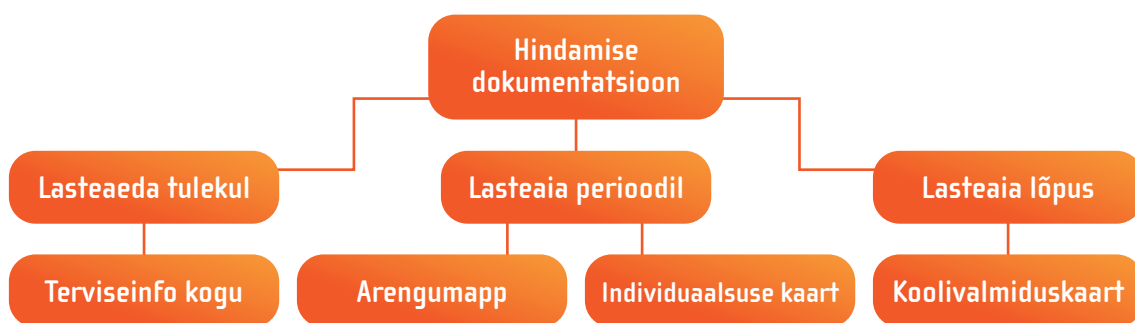 Hindamise
dokumentatsioon
Lasteaeda tulekul
Lasteaia perioodil
Lasteaia lõpus
Terviseinfo kogu
Arengumapp
Individuaalsuse kaart
Koolivalmiduskaart